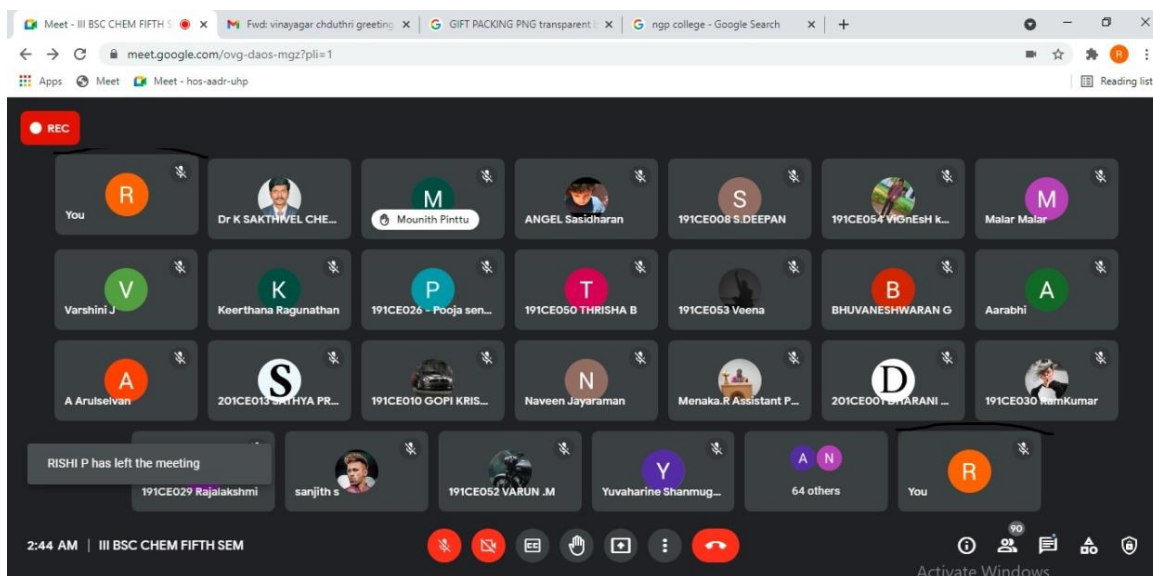 Meet - III BSC CHEM FIFTH S
Fwd: vinayagar chduthri greeting
GIFT PACKING PNG transparent i
ngp college - Google Search
meet.google.com/ovg-daos-mgz?pli=1
R
Apps
Meet
Meet - hos-aadr-uhp
Reading list
REC
R
M
S
M
You
Dr K SAKTHIVEL CHE...
Mounith Pinttu
ANGEL Sasidharan
191CE008 S.DEEPAN
191CE054 ViGnEsH k...
Malar Malar
V
K
P
T
B
A
Varshini J
Keerthana Ragunathan
191CE026 - Pooja sen...
191CE050 THRISHA B
191CE053 Veena
BHUVANESHWARAN G
Aarabhi
A
S
N
D
A Arulselvan
201CE013 SATHYA PR...
191CE010 GOPI KRIS...
Naveen Jayaraman
Menaka.R Assistant P...
201CE001 DHARANI ...
191CE030 RamKumar
RISHI P has left the meeting
Y
A N
R
191CE029 Rajalakshmi
sanjith s
191CE052 VARUN .M
Yuvaharine Shanmug...
64 others
You
2:44 AM | III BSC CHEM FIFTH SEM
90
Activate Windows